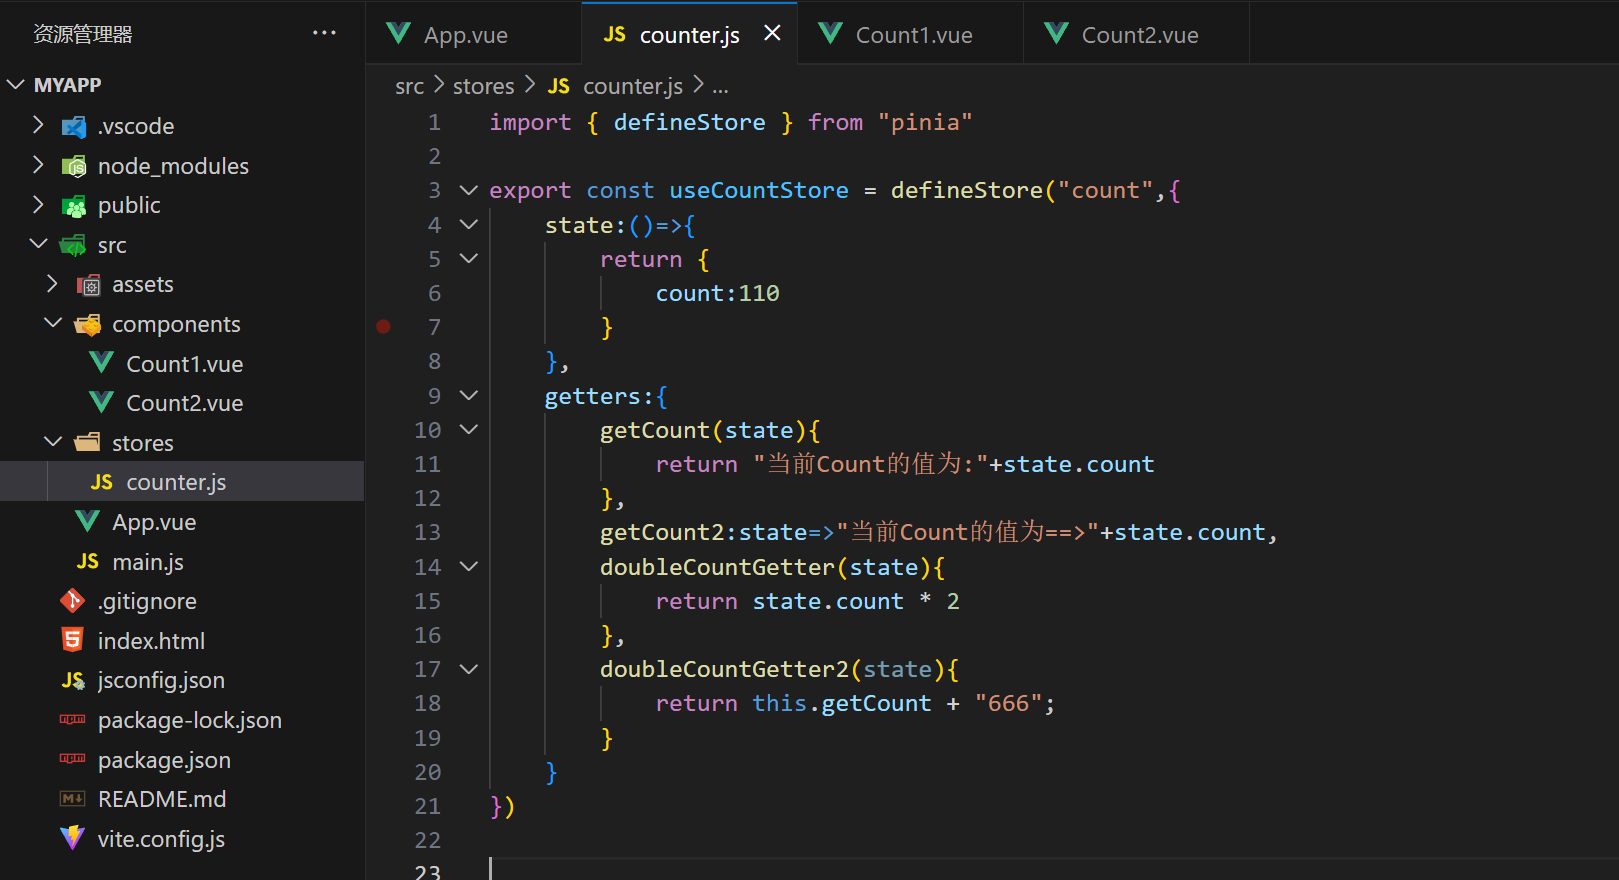 资源管理器 ···
MYAPP
.vscode
node_modules
public
src
assets
components
Count1.vue
Count2.vue
stores
JS counter.js
App.vue
JS main.js
.gitignore
index.html
JS jsconfig.json
package-lock.json
package.json
README.md
vite.config.js
App.vue JS counter.js × Count1.vue Count2.vue
src > stores > JS counter.js > ...
1 import { defineStore } from "pinia"
2
3 export const useCountStore = defineStore("count",{
4     state:()=>{
5         return {
6             count:110
7         }
8     },
9     getters:{
10         getCount(state){
11             return "当前Count的值为:"+state.count
12         },
13         getCount2:state=>"当前Count的值为==>"+state.count,
14         doubleCountGetter(state){
15             return state.count * 2
16         },
17         doubleCountGetter2(state){
18             return this.getCount + "666";
19         }
20     }
21 })
22
23